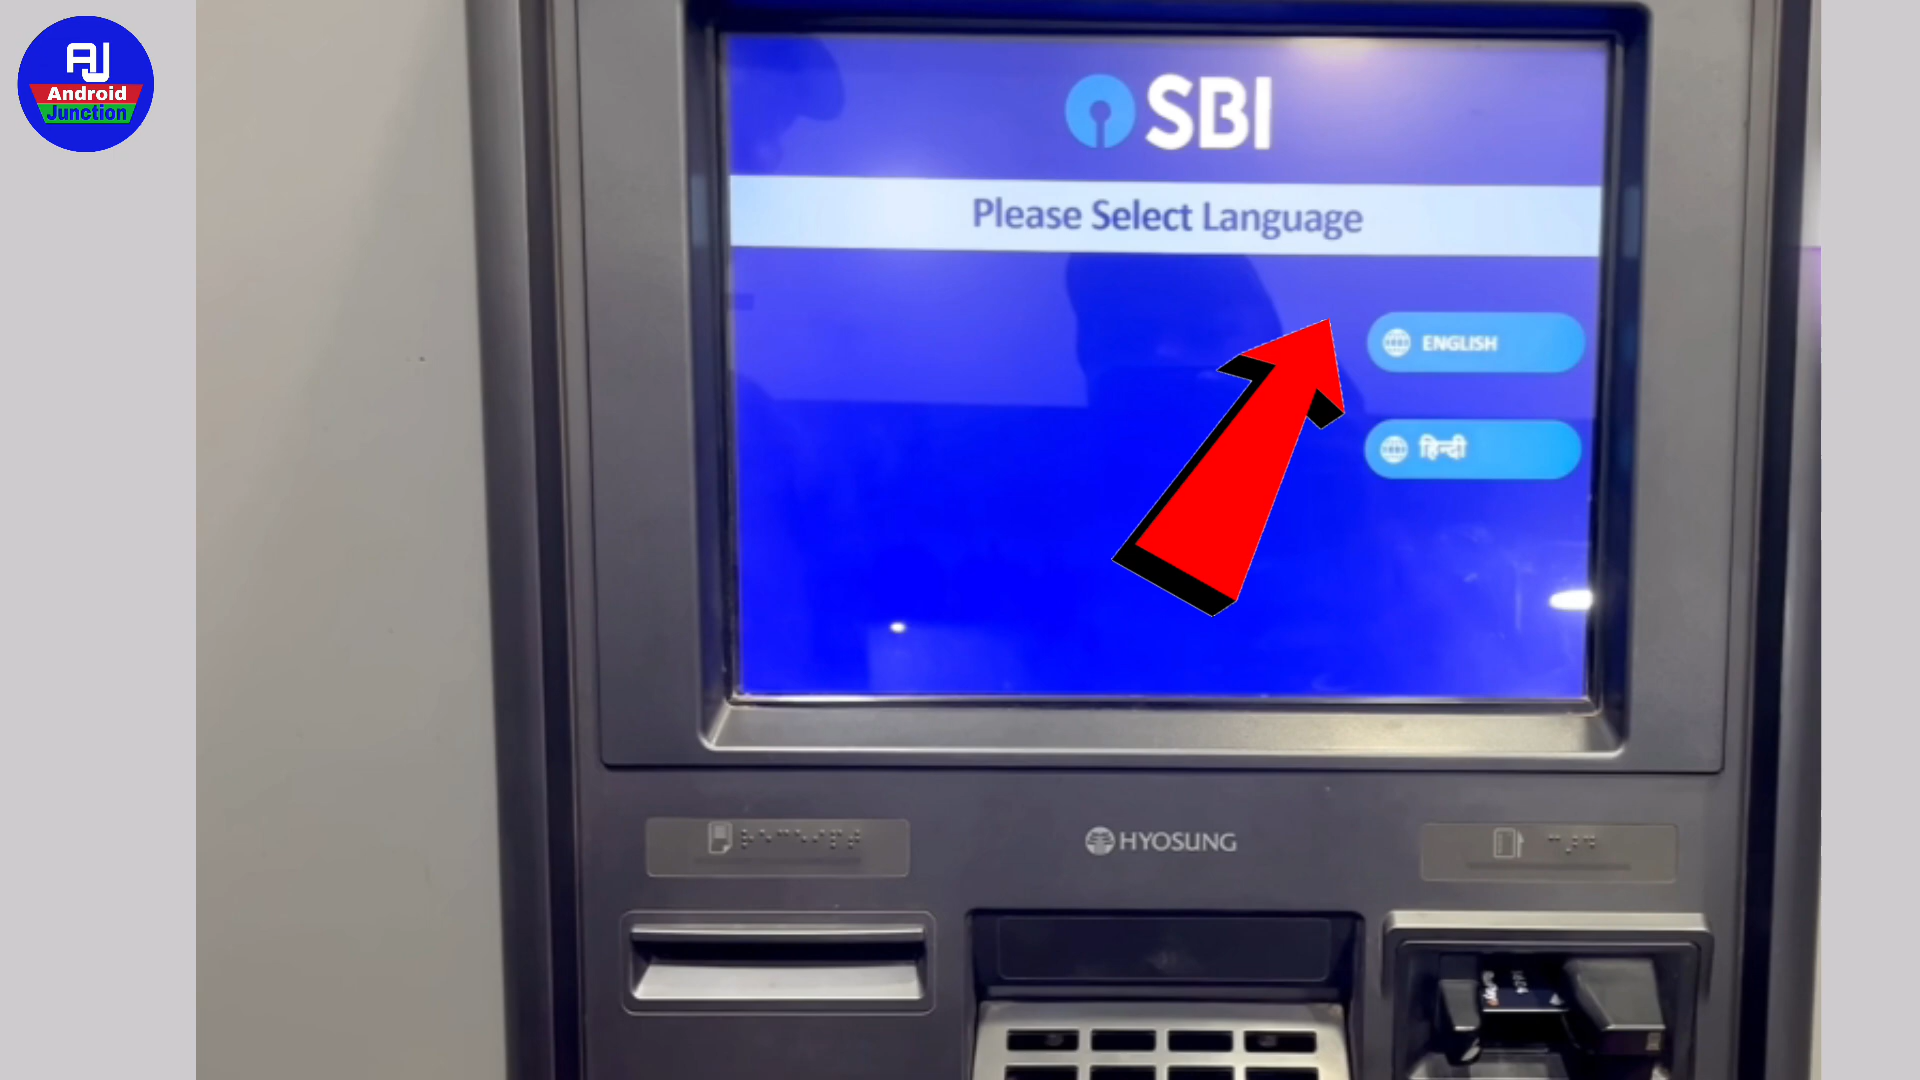 AJ
Android
Junction
SBI
Please Select Language
ENGLISH
हिन्दी
HYOSUNG